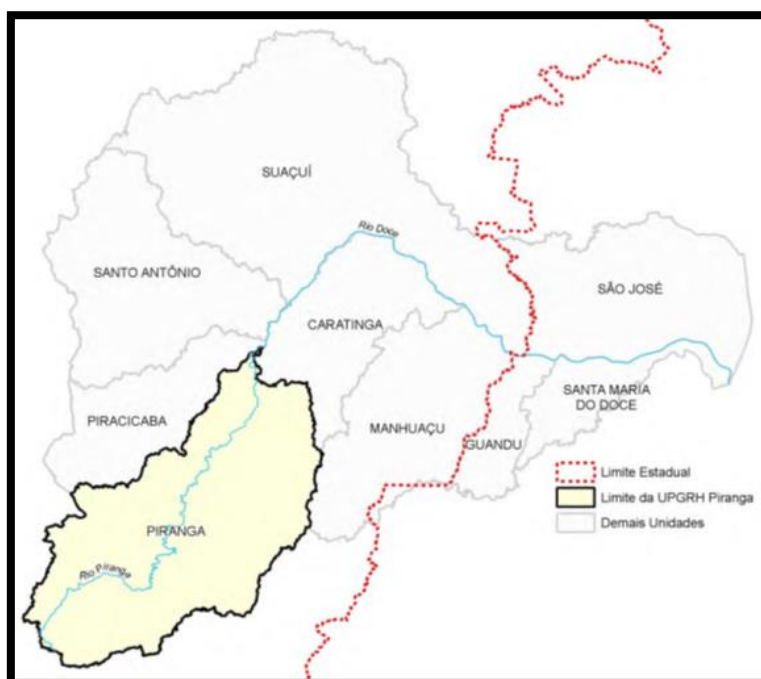 SUAÇUÍ
Rio Doce
SANTO ANTÔNIO
SÃO JOSÉ
CARATINGA
PIRACICABA
MANHUAÇU
GUANDU
SANTA MARIA
DO DOCE
PIRANGA
Rio Piranga
Limite Estadual
Limite da UPGRH Piranga
Demais Unidades